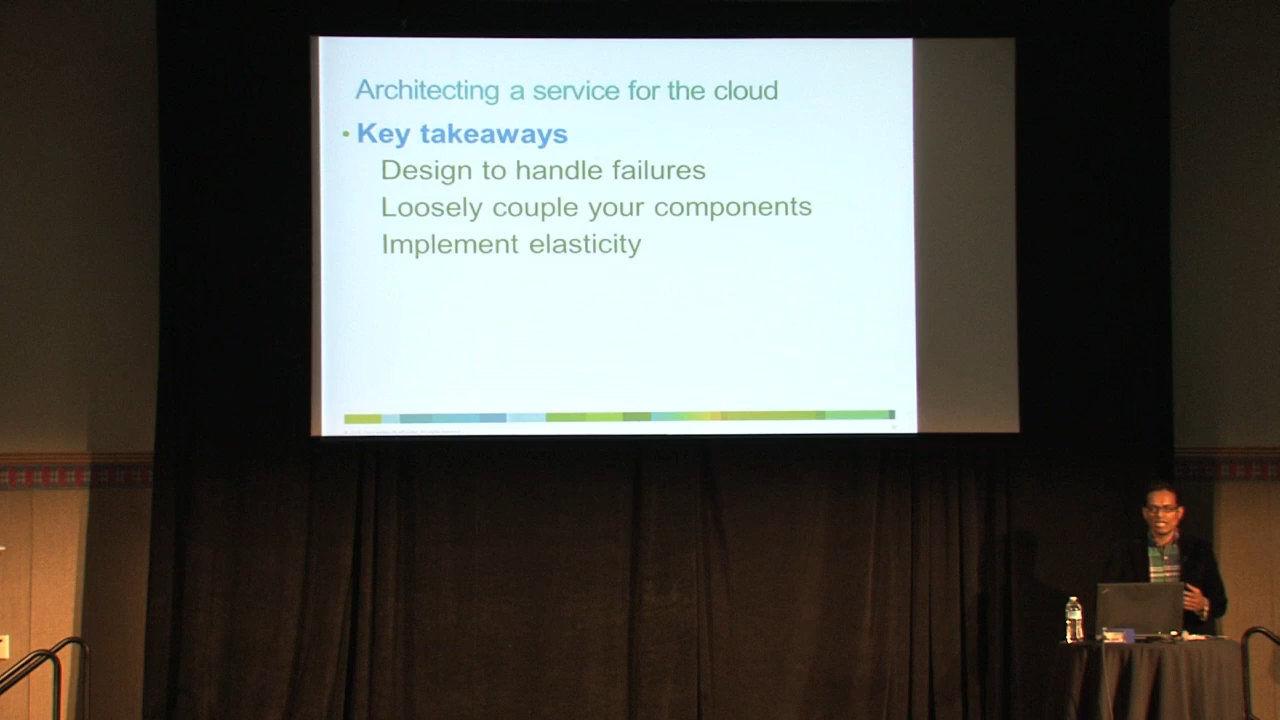 Architecting a service for the cloud
• Key takeaways
Design to handle failures
Loosely couple your components
Implement elasticity